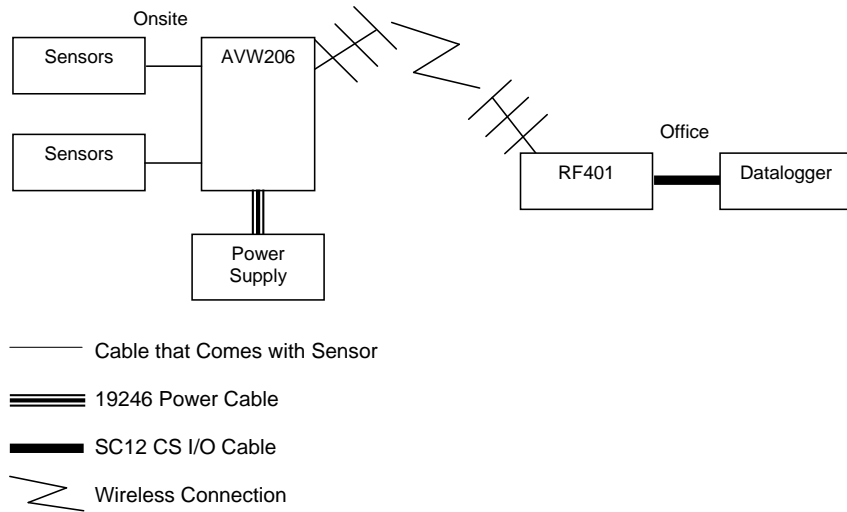 Onsite
Sensors
AVW206
Sensors
Office
RF401
Datalogger
Power
Supply
Cable that Comes with Sensor
19246 Power Cable
SC12 CS I/O Cable
Wireless Connection